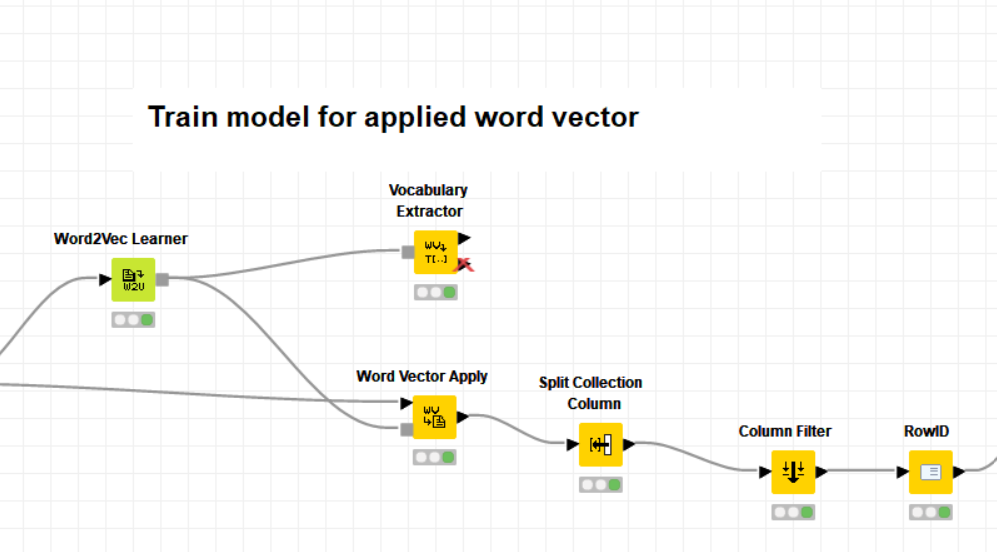 Train model for applied word vector
Vocabulary
Extractor
Word2Vec Learner
WV
T[..]
W2U
Word Vector Apply
WV
Split Collection
Column
Column Filter
RowID